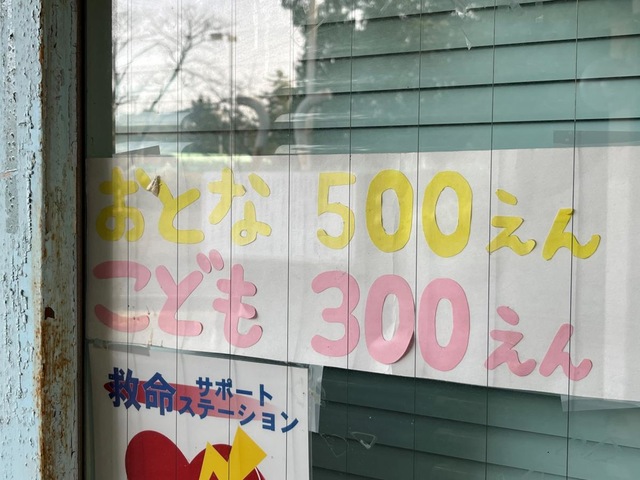 おとな 500えん
こども 300えん
救命 サポート
ステーション